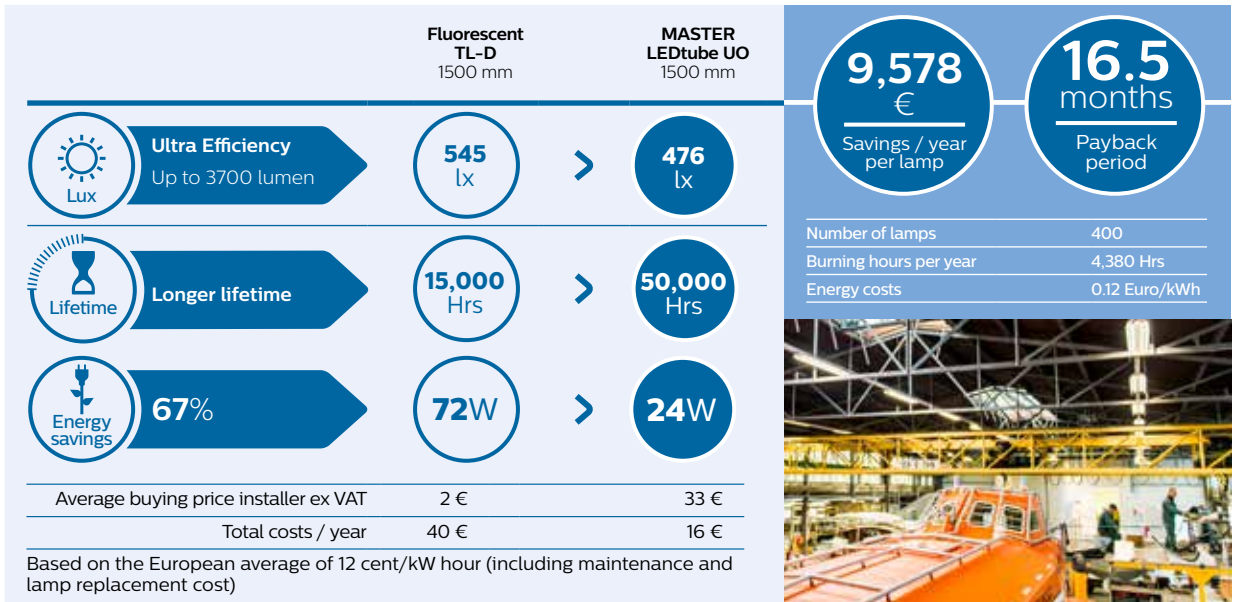 Fluorescent
TL-D
1500 mm
MASTER
LEDtube UO
1500 mm
Lux
Ultra Efficiency
Up to 3700 lumen
545
lx
>
476
lx
Lifetime
Longer lifetime
15,000
Hrs
>
50,000
Hrs
Energy
savings
67%
72W
>
24W
Average buying price installer ex VAT 2 € 33 €
Total costs / year 40 € 16 €
Based on the European average of 12 cent/kW hour (including maintenance and
lamp replacement cost)
9,578
€
Savings / year
per lamp
16.5
months
Payback
period
Number of lamps 400
Burning hours per year 4,380 Hrs
Energy costs 0.12 Euro/kWh